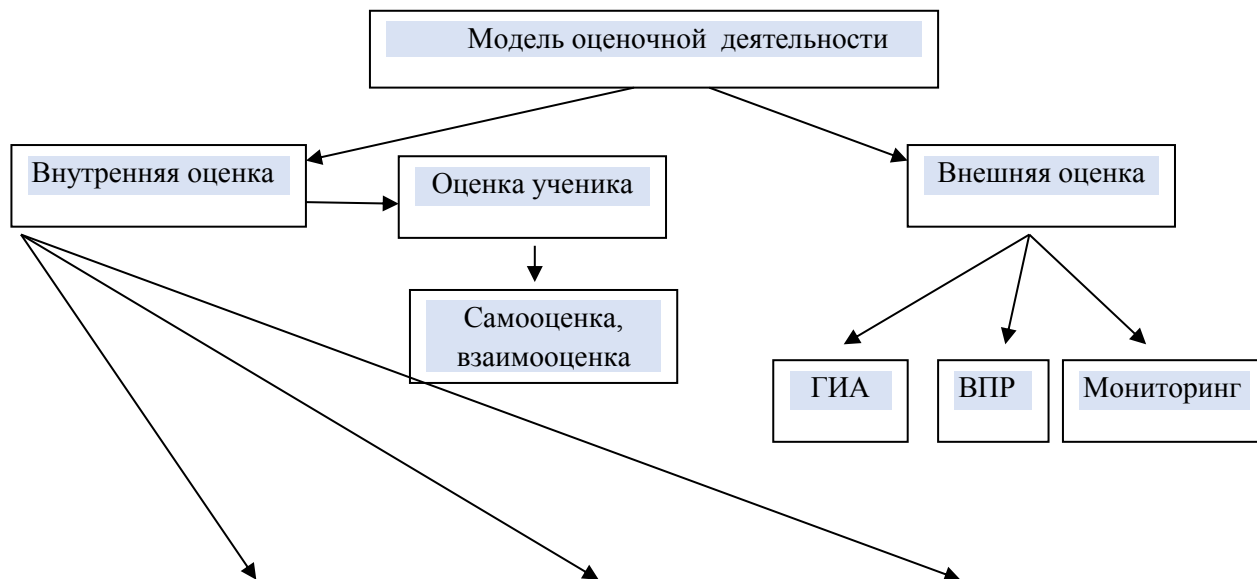 Модель оценочной деятельности
Внутренняя оценка
Оценка ученика
Внешняя оценка
Самооценка,
взаимооценка
ГИА
ВПР
Мониторинг